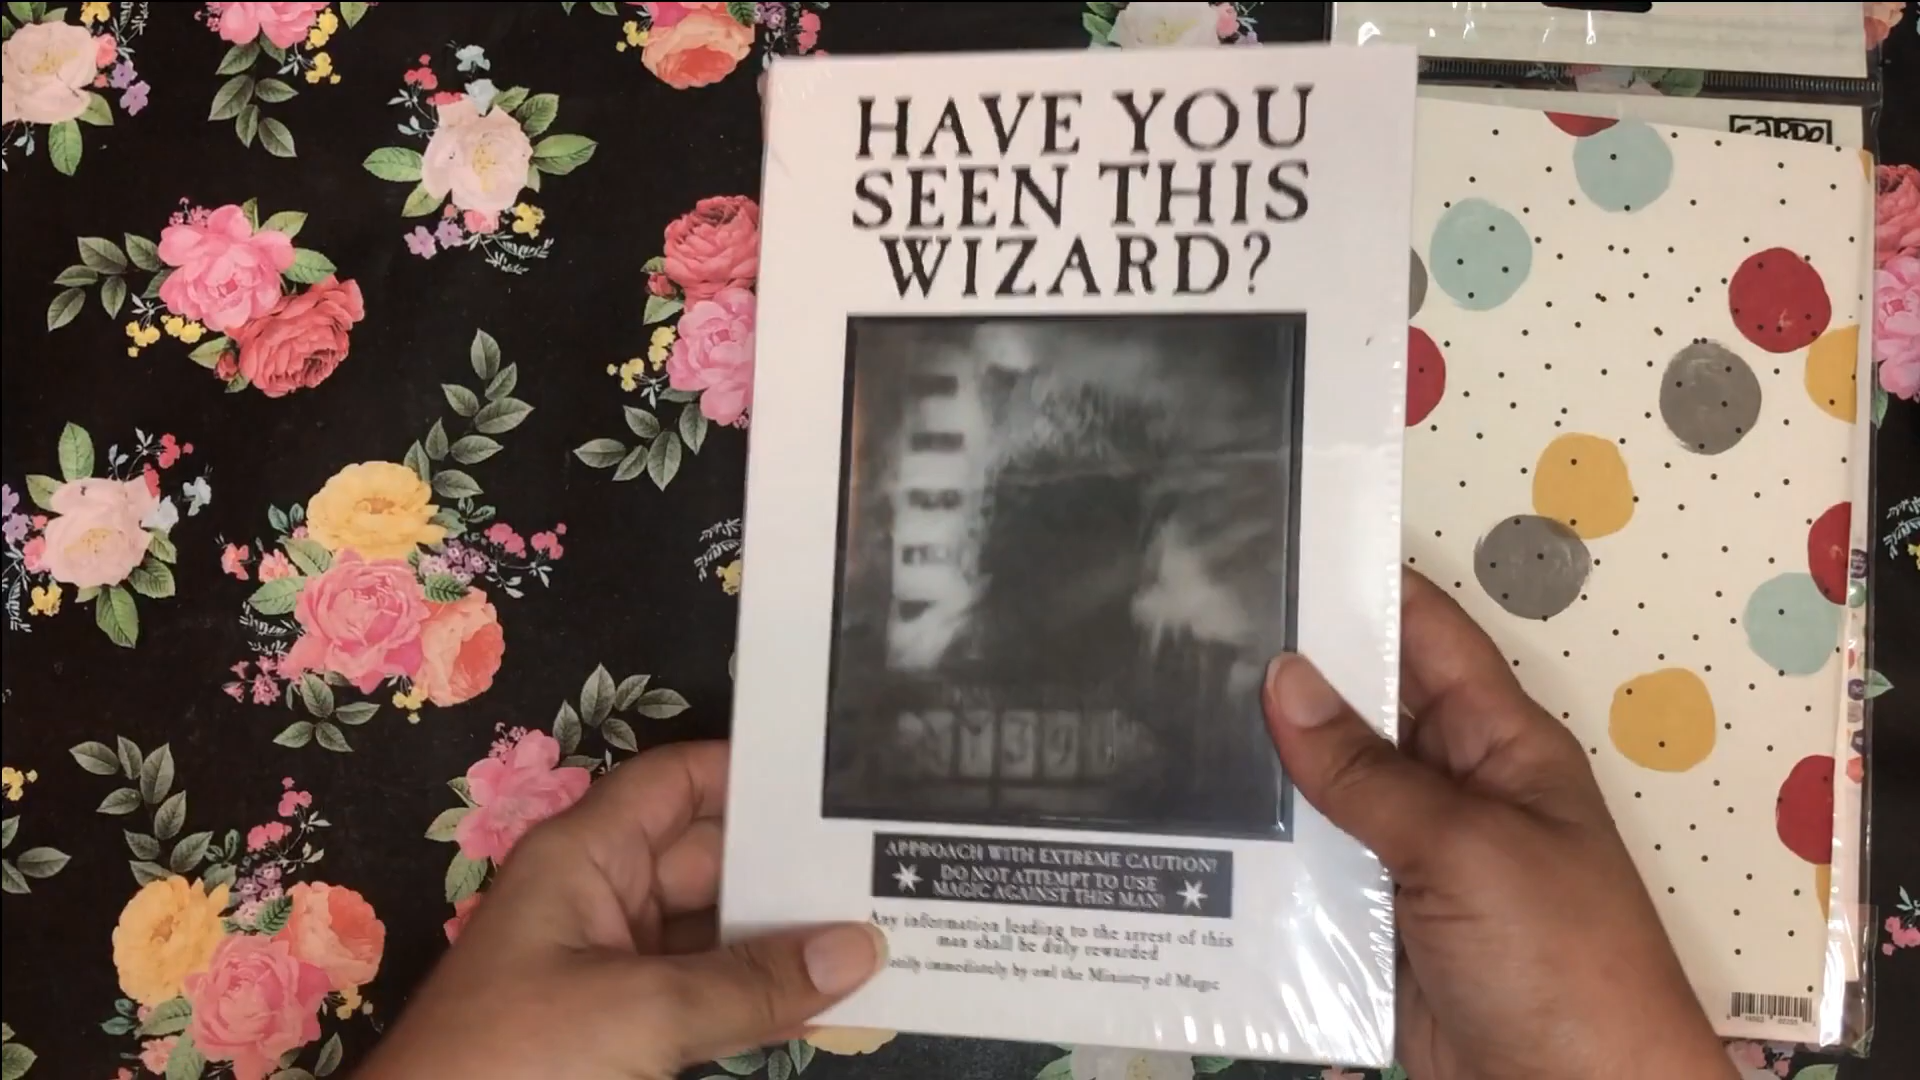 HAVE YOU
SEEN THIS
WIZARD?
APPROACH WITH EXTREME CAUTION!
DO NOT ATTEMPT TO USE
MAGIC AGAINST THIS MAN!
Any information leading to the arrest of this
man shall be duly rewarded
immediately by owl the Ministry of Magic